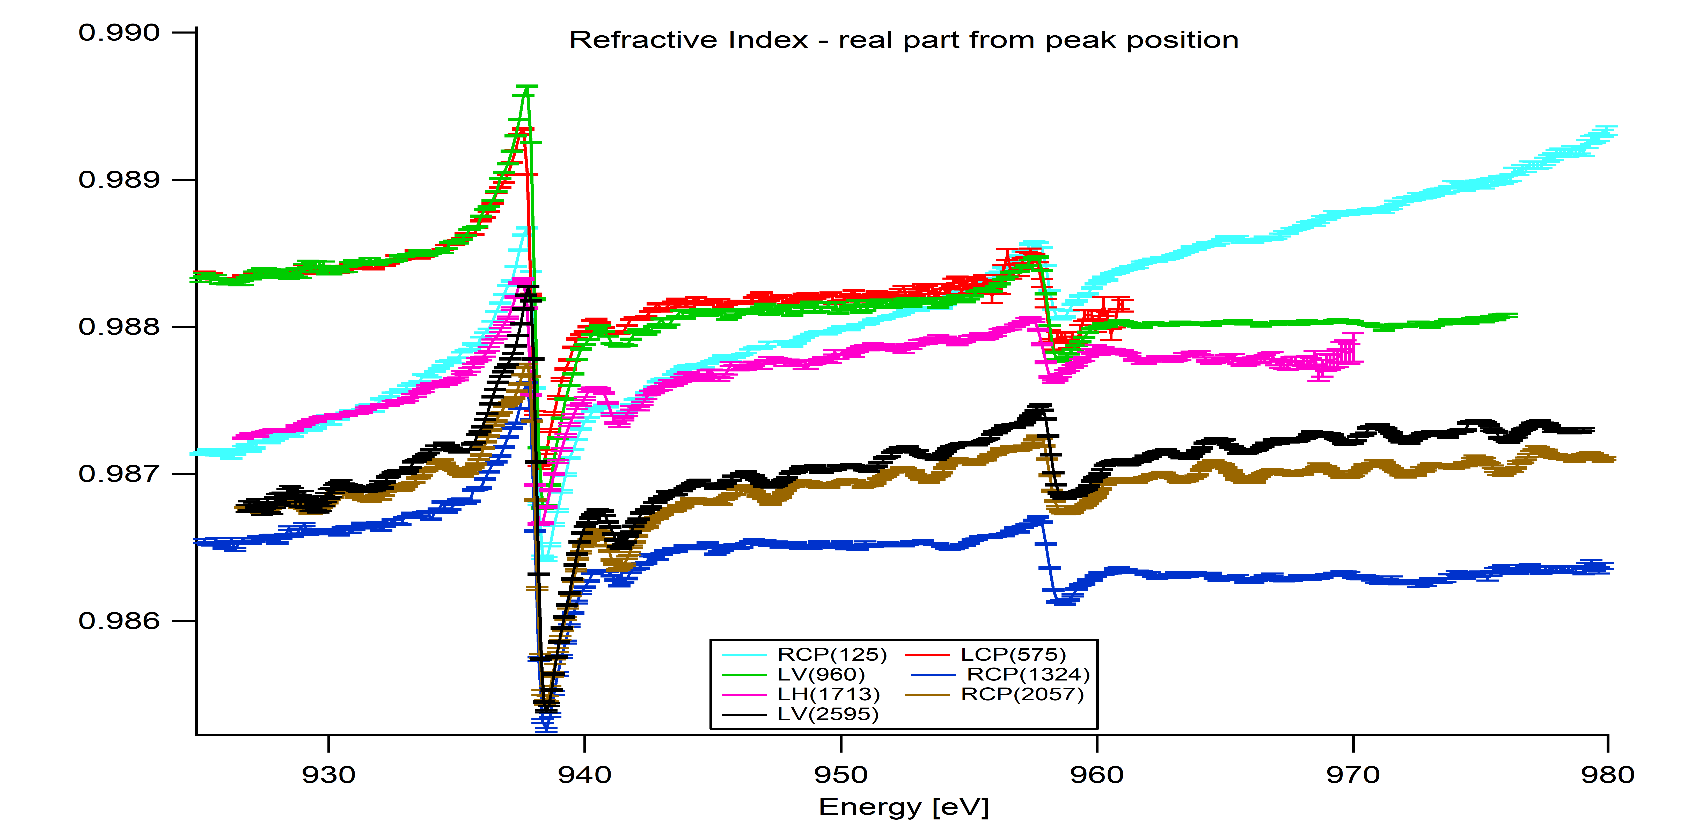 Refractive Index - real part from peak position
0.990
0.989
0.988
0.987
0.986
RCP(125) LCP(575)
LV(960) RCP(1324)
LH(1713) RCP(2057)
LV(2595)
930 940 950 960 970 980
Energy [eV]